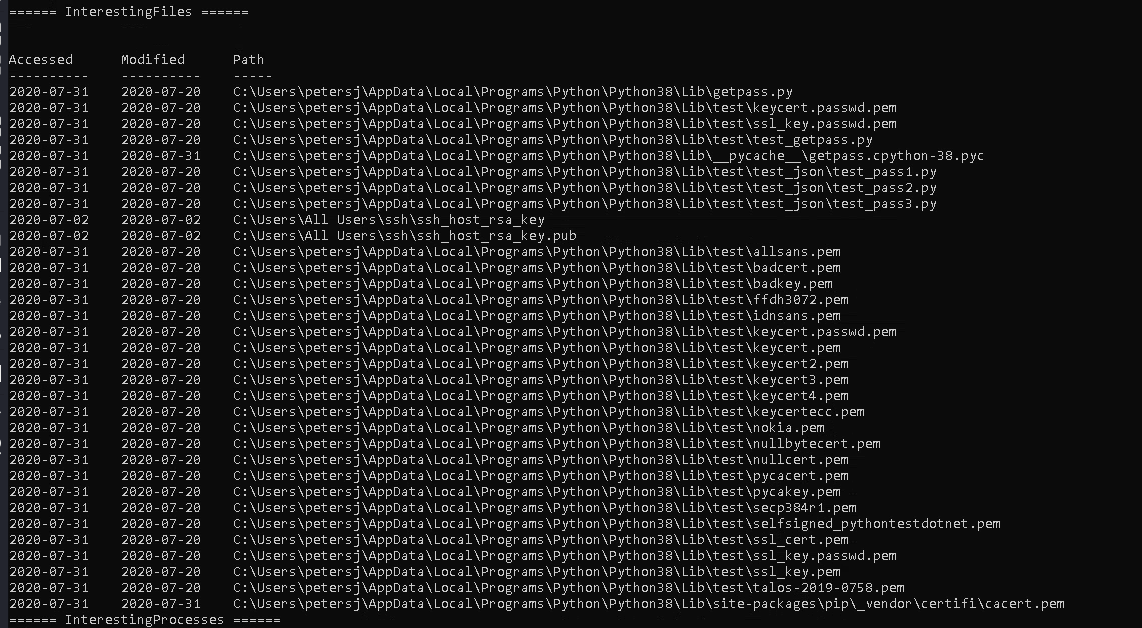 ====== InterestingFiles ======
Accessed      Modified      Path
----------    ----------    -----
2020-07-31    2020-07-20    C:\Users\petersj\AppData\Local\Programs\Python\Python38\Lib\getpass.py
2020-07-31    2020-07-20    C:\Users\petersj\AppData\Local\Programs\Python\Python38\Lib\test\keycert.passwd.pem
2020-07-31    2020-07-20    C:\Users\petersj\AppData\Local\Programs\Python\Python38\Lib\test\ssl_key.passwd.pem
2020-07-31    2020-07-20    C:\Users\petersj\AppData\Local\Programs\Python\Python38\Lib\test\test_getpass.py
2020-07-31    2020-07-31    C:\Users\petersj\AppData\Local\Programs\Python\Python38\Lib\__pycache__\getpass.cpython-38.pyc
2020-07-31    2020-07-20    C:\Users\petersj\AppData\Local\Programs\Python\Python38\Lib\test\test_json\test_pass1.py
2020-07-31    2020-07-20    C:\Users\petersj\AppData\Local\Programs\Python\Python38\Lib\test\test_json\test_pass2.py
2020-07-31    2020-07-20    C:\Users\petersj\AppData\Local\Programs\Python\Python38\Lib\test\test_json\test_pass3.py
2020-07-02    2020-07-02    C:\Users\All Users\ssh\ssh_host_rsa_key
2020-07-02    2020-07-02    C:\Users\All Users\ssh\ssh_host_rsa_key.pub
2020-07-31    2020-07-20    C:\Users\petersj\AppData\Local\Programs\Python\Python38\Lib\test\allsans.pem
2020-07-31    2020-07-20    C:\Users\petersj\AppData\Local\Programs\Python\Python38\Lib\test\badcert.pem
2020-07-31    2020-07-20    C:\Users\petersj\AppData\Local\Programs\Python\Python38\Lib\test\badkey.pem
2020-07-31    2020-07-20    C:\Users\petersj\AppData\Local\Programs\Python\Python38\Lib\test\ffdh3072.pem
2020-07-31    2020-07-20    C:\Users\petersj\AppData\Local\Programs\Python\Python38\Lib\test\idnsans.pem
2020-07-31    2020-07-20    C:\Users\petersj\AppData\Local\Programs\Python\Python38\Lib\test\keycert.passwd.pem
2020-07-31    2020-07-20    C:\Users\petersj\AppData\Local\Programs\Python\Python38\Lib\test\keycert.pem
2020-07-31    2020-07-20    C:\Users\petersj\AppData\Local\Programs\Python\Python38\Lib\test\keycert2.pem
2020-07-31    2020-07-20    C:\Users\petersj\AppData\Local\Programs\Python\Python38\Lib\test\keycert3.pem
2020-07-31    2020-07-20    C:\Users\petersj\AppData\Local\Programs\Python\Python38\Lib\test\keycert4.pem
2020-07-31    2020-07-20    C:\Users\petersj\AppData\Local\Programs\Python\Python38\Lib\test\keycertecc.pem
2020-07-31    2020-07-20    C:\Users\petersj\AppData\Local\Programs\Python\Python38\Lib\test\nokia.pem
2020-07-31    2020-07-20    C:\Users\petersj\AppData\Local\Programs\Python\Python38\Lib\test\nullbytecert.pem
2020-07-31    2020-07-20    C:\Users\petersj\AppData\Local\Programs\Python\Python38\Lib\test\nullcert.pem
2020-07-31    2020-07-20    C:\Users\petersj\AppData\Local\Programs\Python\Python38\Lib\test\pycacert.pem
2020-07-31    2020-07-20    C:\Users\petersj\AppData\Local\Programs\Python\Python38\Lib\test\pycakey.pem
2020-07-31    2020-07-20    C:\Users\petersj\AppData\Local\Programs\Python\Python38\Lib\test\secp384r1.pem
2020-07-31    2020-07-20    C:\Users\petersj\AppData\Local\Programs\Python\Python38\Lib\test\selfsigned_pythontestdotnet.pem
2020-07-31    2020-07-20    C:\Users\petersj\AppData\Local\Programs\Python\Python38\Lib\test\ssl_cert.pem
2020-07-31    2020-07-20    C:\Users\petersj\AppData\Local\Programs\Python\Python38\Lib\test\ssl_key.passwd.pem
2020-07-31    2020-07-20    C:\Users\petersj\AppData\Local\Programs\Python\Python38\Lib\test\ssl_key.pem
2020-07-31    2020-07-20    C:\Users\petersj\AppData\Local\Programs\Python\Python38\Lib\test\talos-2019-0758.pem
2020-07-31    2020-07-31    C:\Users\petersj\AppData\Local\Programs\Python\Python38\Lib\site-packages\pip\_vendor\certifi\cacert.pem
====== InterestingProcesses ======